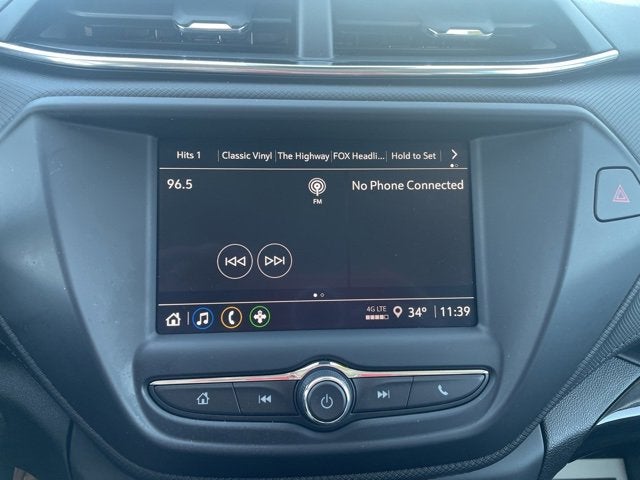 Hits 1 Classic Vinyl The Highway FOX Headli... Hold to Set
96.5 FM No Phone Connected
4G LTE 34° 11:39